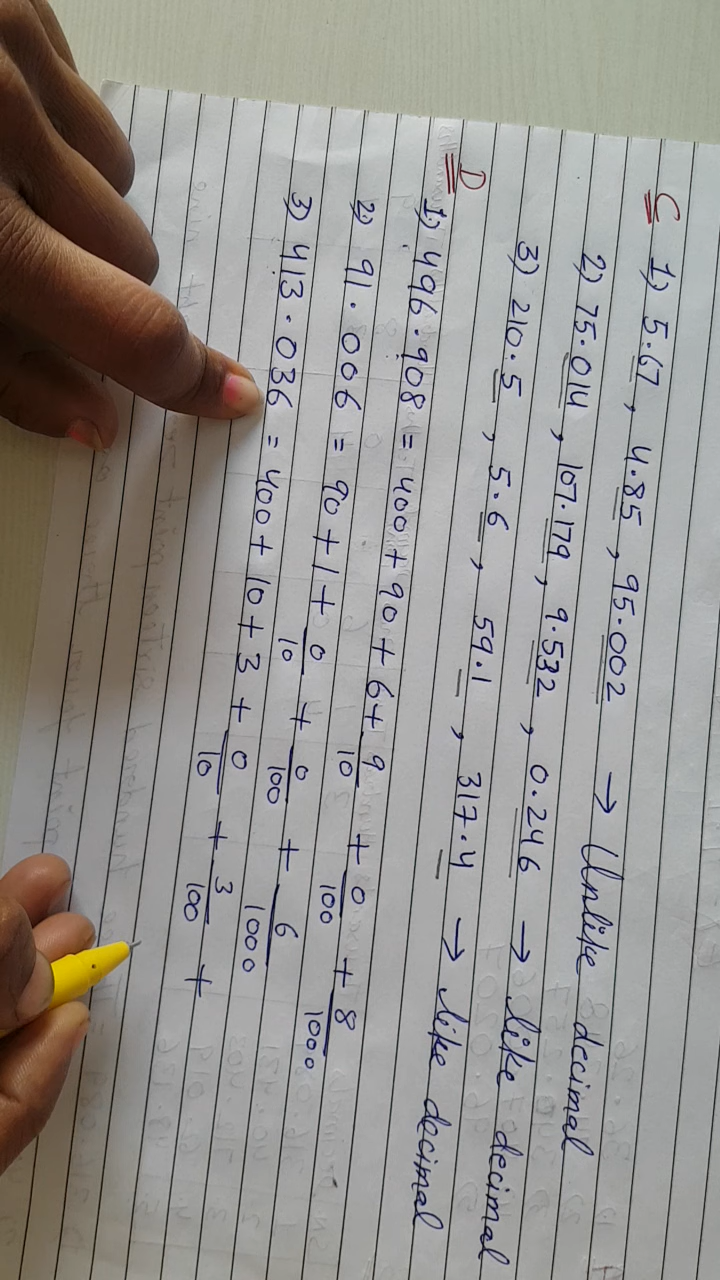 C
1) 5.67, 4.85, 95.002 → Unlike decimal
2) 75.014, 107.179, 9.532, 0.246 → like decimal
3) 210.5, 5.6, 59.1, 317.4 → like decimal
D
1) 496.908 = 400 + 90 + 6 + 9/10 + 0/100 + 8/1000
2) 91.006 = 90 + 1 + 0/10 + 0/100 + 6/1000
3) 413.036 = 400 + 10 + 3 + 0/10 + 3/100 +